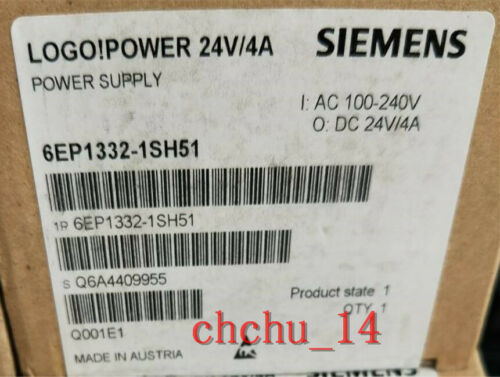 LOGO!POWER 24V/4A SIEMENS
POWER SUPPLY
I: AC 100-240V
O: DC 24V/4A
6EP1332-1SH51
1P 6EP1332-1SH51
S Q6A4409955
Product state 1
QTY 1
Q001E1
chchu_14
MADE IN AUSTRIA